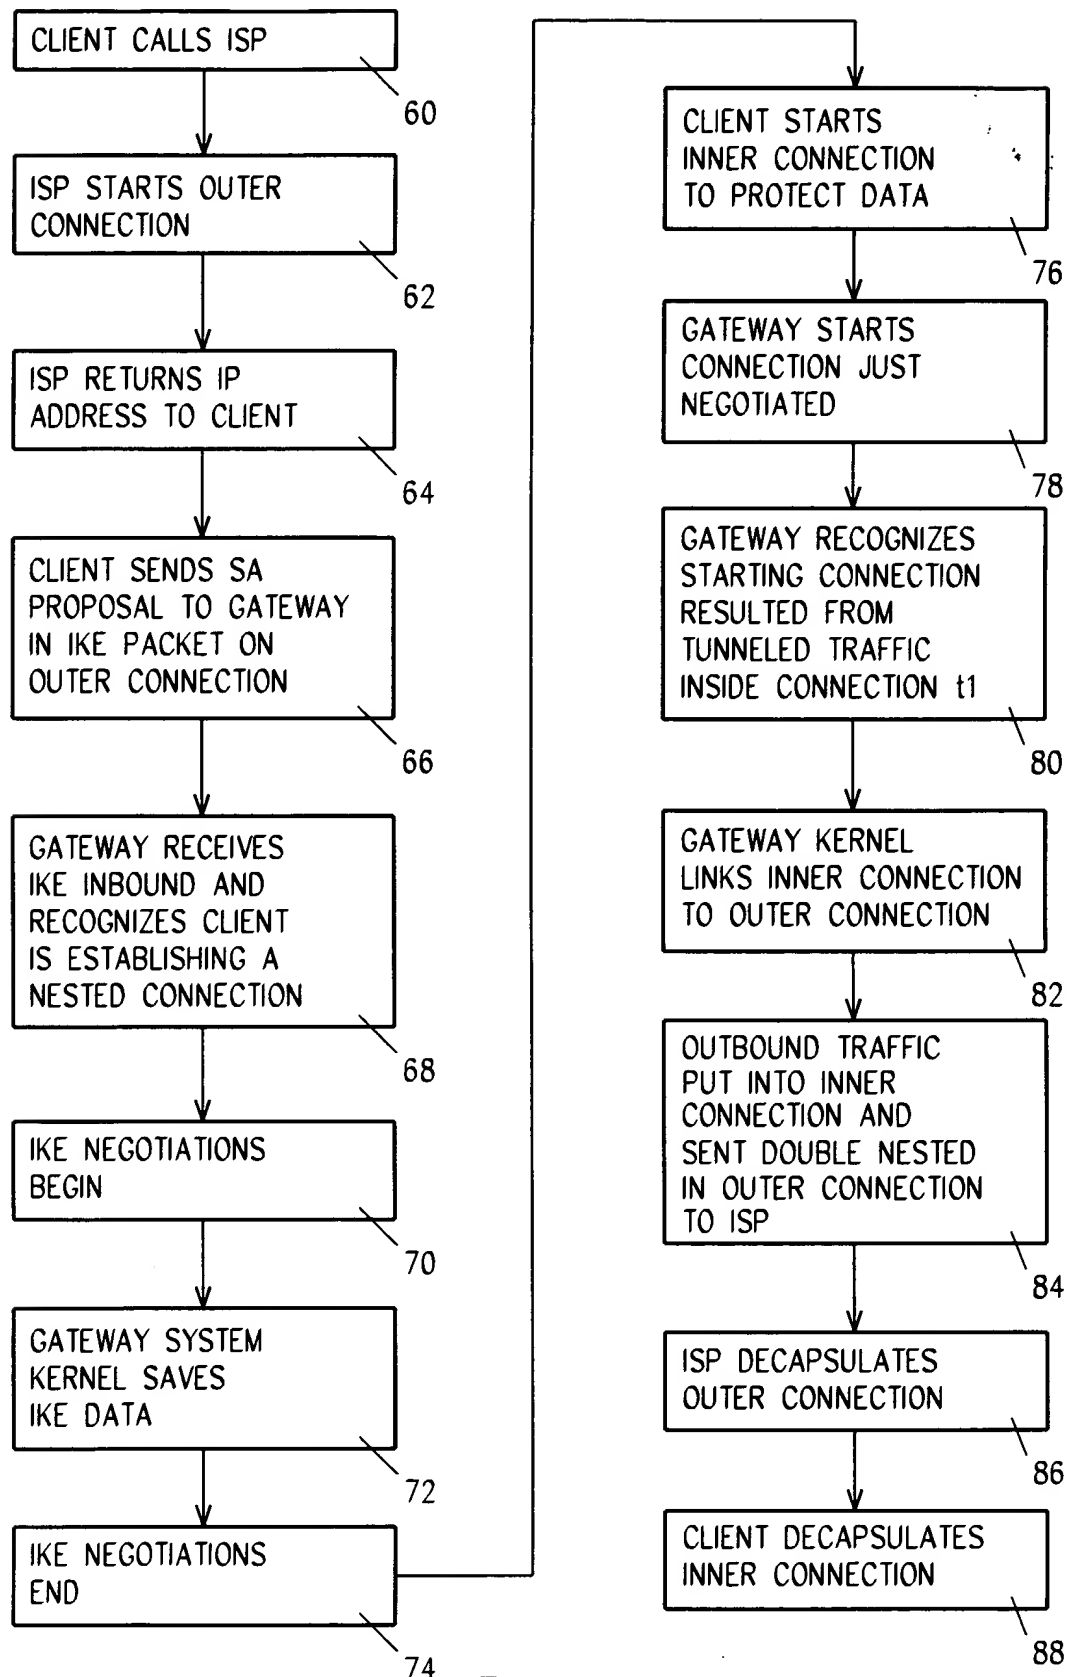 CLIENT CALLS ISP
60
ISP STARTS OUTER
CONNECTION
62
ISP RETURNS IP
ADDRESS TO CLIENT
64
CLIENT SENDS SA
PROPOSAL TO GATEWAY
IN IKE PACKET ON
OUTER CONNECTION
66
GATEWAY RECEIVES
IKE INBOUND AND
RECOGNIZES CLIENT
IS ESTABLISHING A
NESTED CONNECTION
68
IKE NEGOTIATIONS
BEGIN
70
GATEWAY SYSTEM
KERNEL SAVES
IKE DATA
72
IKE NEGOTIATIONS
END
74
CLIENT STARTS
INNER CONNECTION
TO PROTECT DATA
76
GATEWAY STARTS
CONNECTION JUST
NEGOTIATED
78
GATEWAY RECOGNIZES
STARTING CONNECTION
RESULTED FROM
TUNNELED TRAFFIC
INSIDE CONNECTION t1
80
GATEWAY KERNEL
LINKS INNER CONNECTION
TO OUTER CONNECTION
82
OUTBOUND TRAFFIC
PUT INTO INNER
CONNECTION AND
SENT DOUBLE NESTED
IN OUTER CONNECTION
TO ISP
84
ISP DECAPSULATES
OUTER CONNECTION
86
CLIENT DECAPSULATES
INNER CONNECTION
88